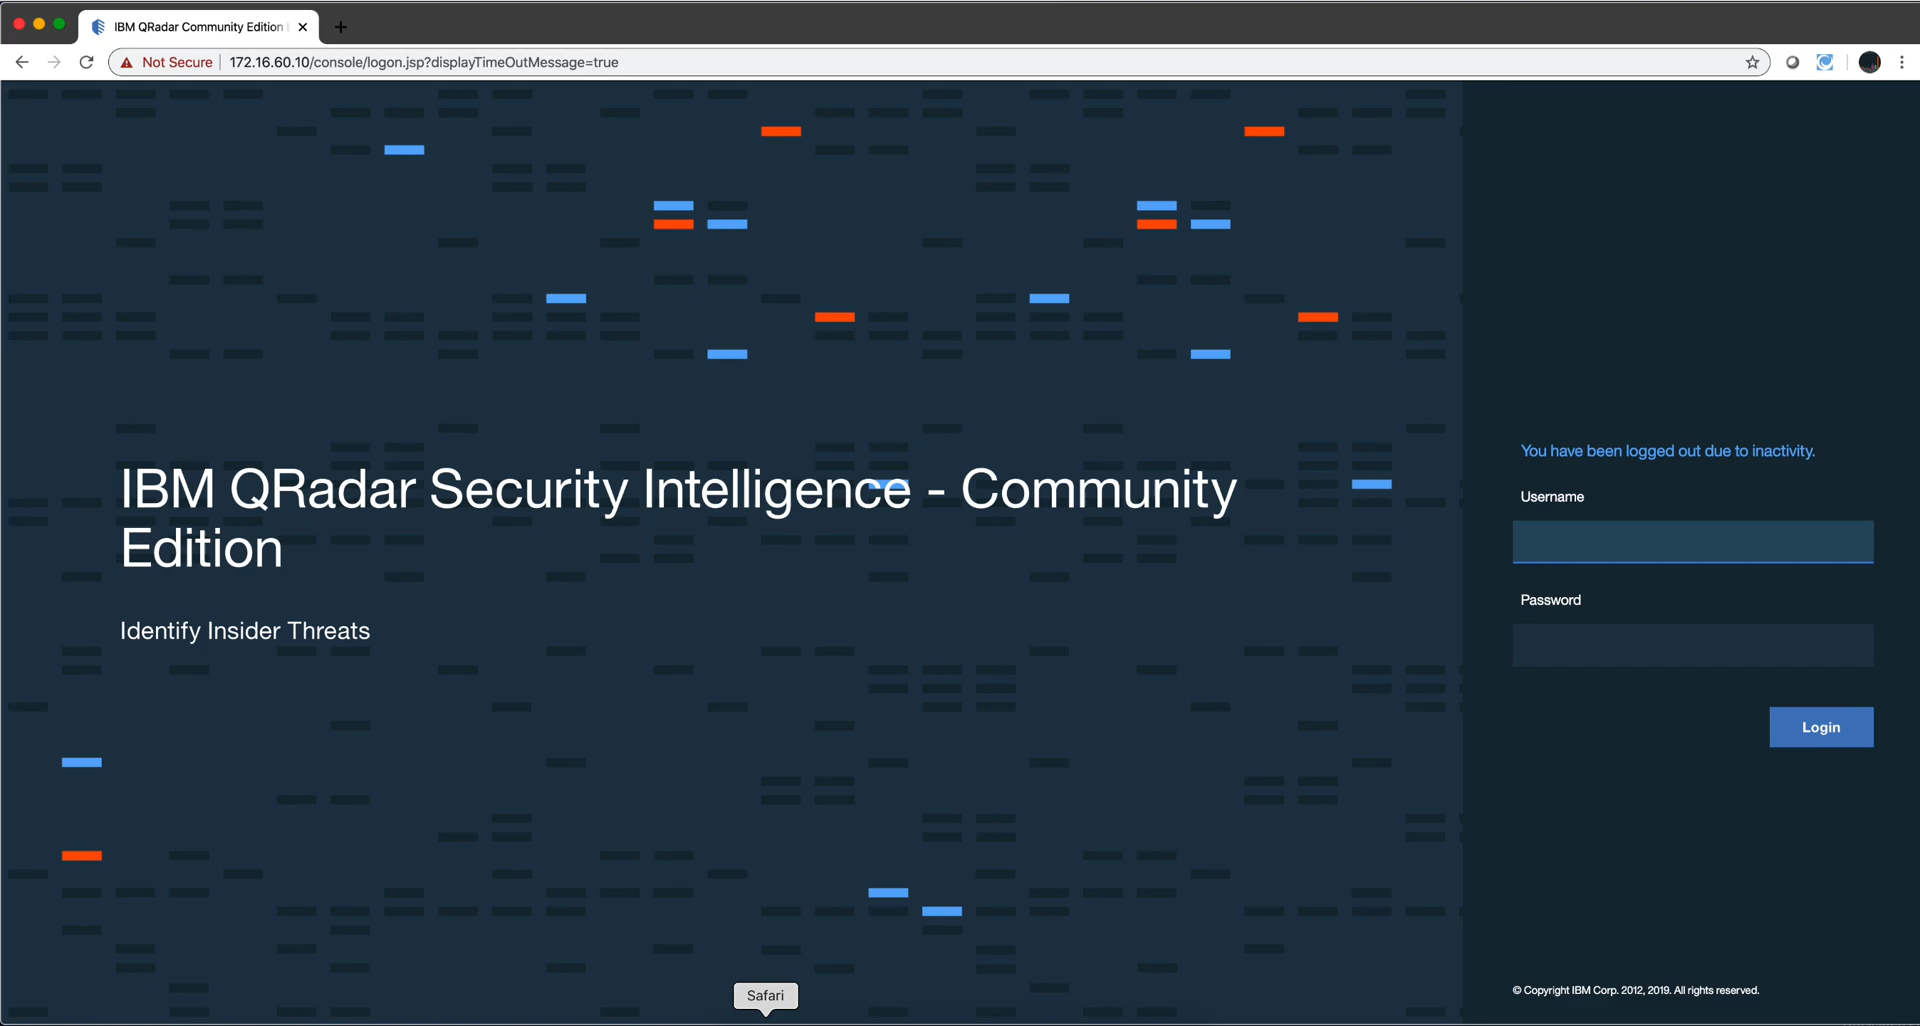 IBM QRadar Community Edition
Not Secure
172.16.60.10/console/logon.jsp?displayTimeOutMessage=true
IBM QRadar Security Intelligence - Community
Edition
Identify Insider Threats
You have been logged out due to inactivity.
Username
Password
Login
© Copyright IBM Corp. 2012, 2019. All rights reserved.
Safari